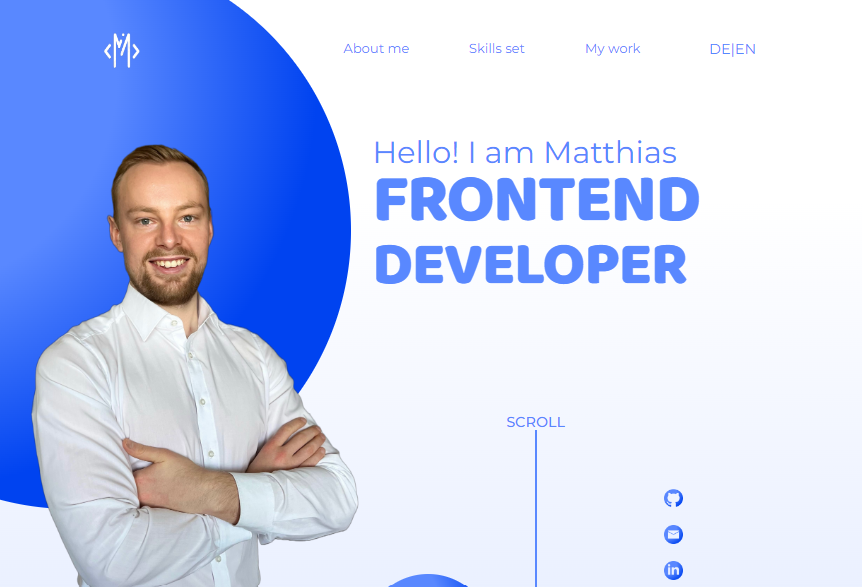 About me
Skills set
My work
DE|EN
Hello! I am Matthias
FRONTEND
DEVELOPER
SCROLL
in